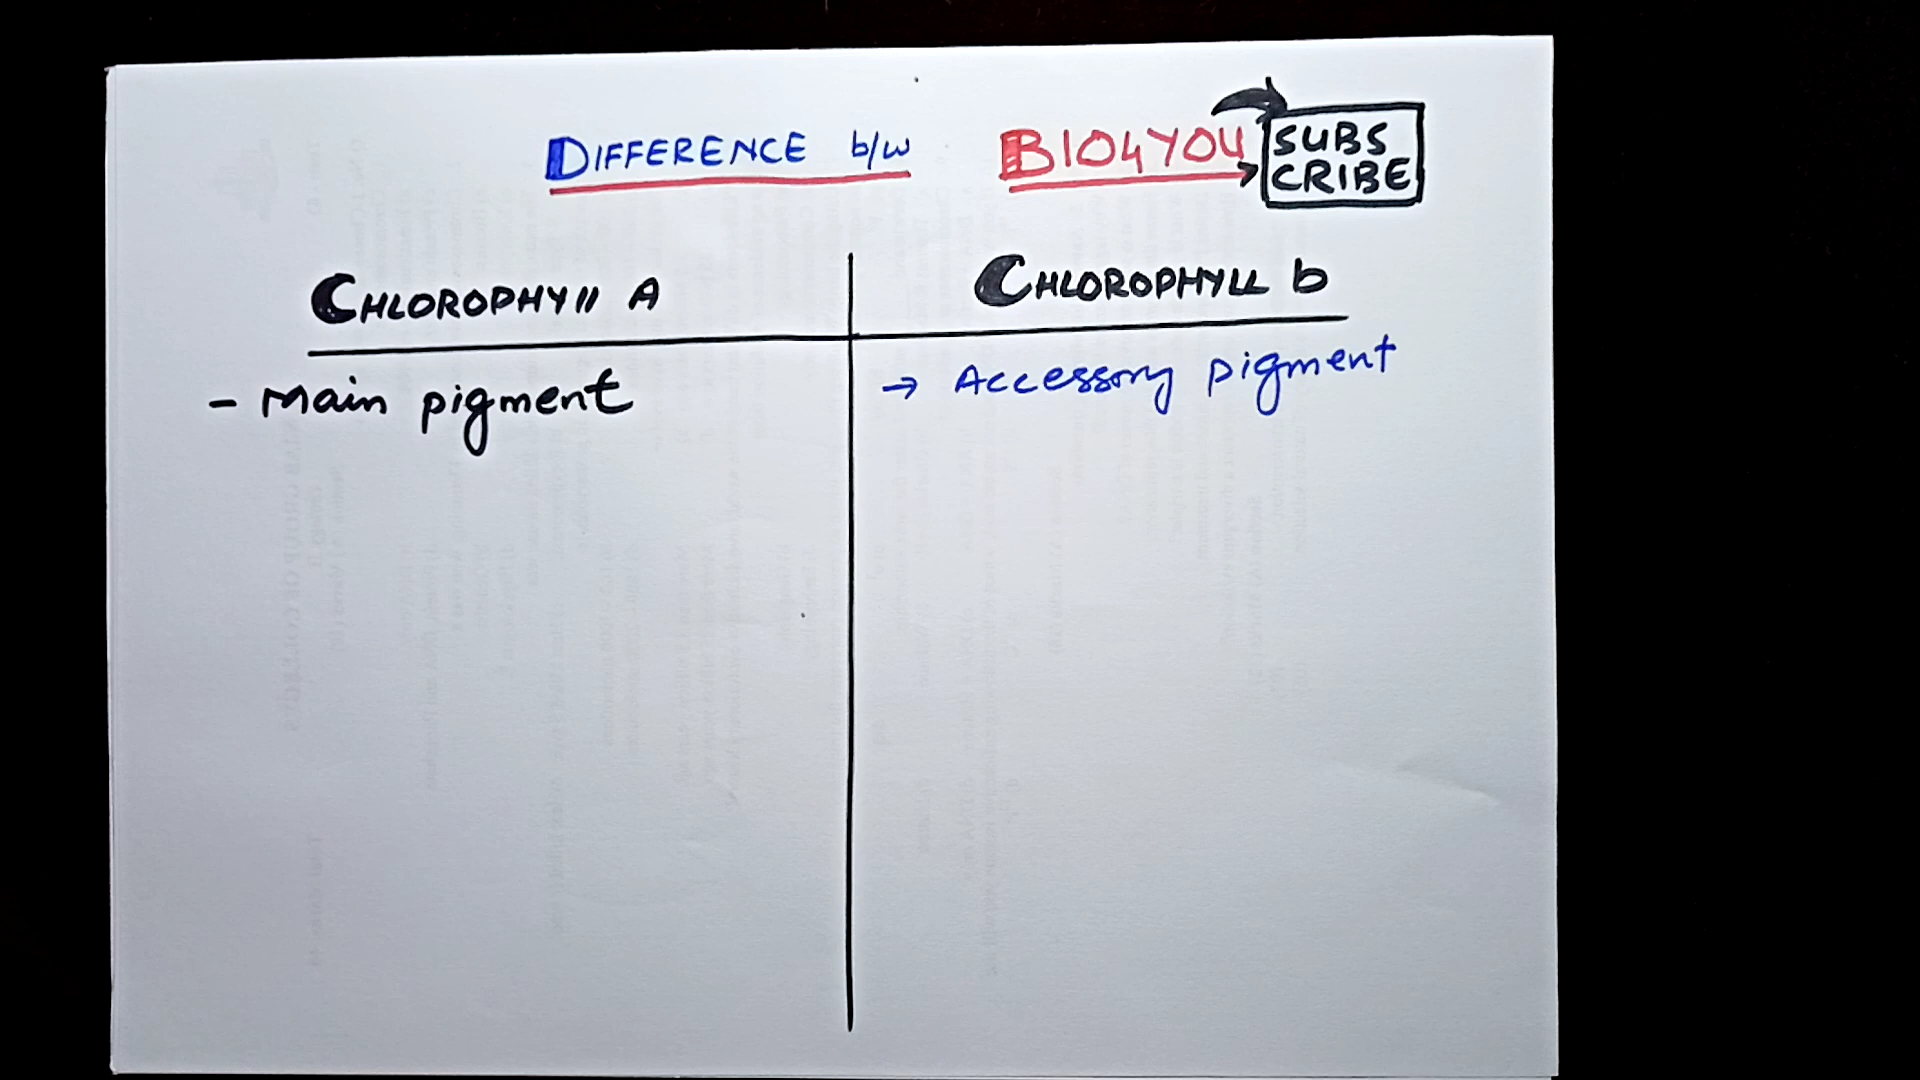 DIFFERENCE b/w
BIO4YOU
SUBS
CRIBE
CHLOROPHYll A
CHLOROPHYLL b
- Main pigment
→ Accessory pigment